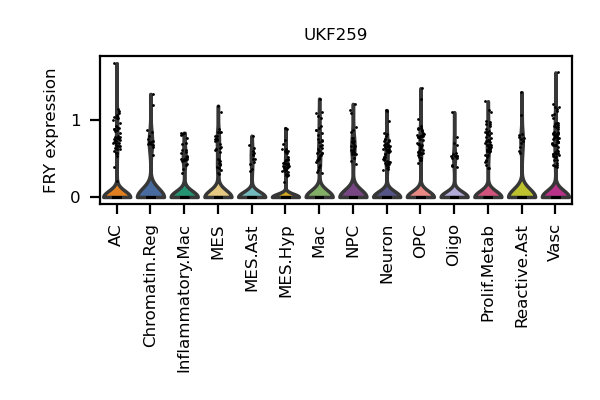 UKF259
FRY expression
1
0
AC
Chromatin.Reg
Inflammatory.Mac
MES
MES.Ast
MES.Hyp
Mac
NPC
Neuron
OPC
Oligo
Prolif.Metab
Reactive.Ast
Vasc